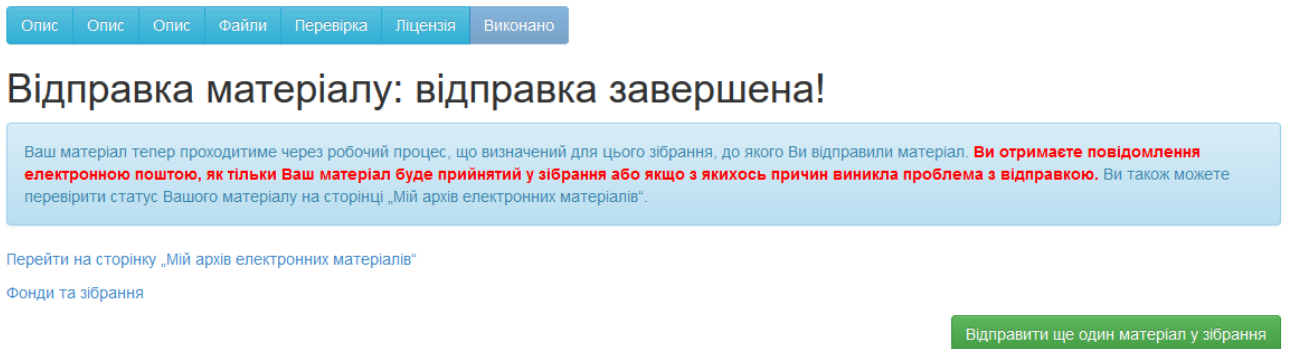 Опис Опис Опис Файли Перевірка Ліцензія Виконано
Відправка матеріалу: відправка завершена!
Ваш матеріал тепер проходитиме через робочий процес, що визначений для цього зібрання, до якого Ви відправили матеріал. Ви отримаєте повідомлення
електронною поштою, як тільки Ваш матеріал буде прийнятий у зібрання або якщо з якихось причин виникла проблема з відправкою. Ви також можете
перевірити статус Вашого матеріалу на сторінці „Мій архів електронних матеріалів“.
Перейти на сторінку „Мій архів електронних матеріалів“
Фонди та зібрання
Відправити ще один матеріал у зібрання